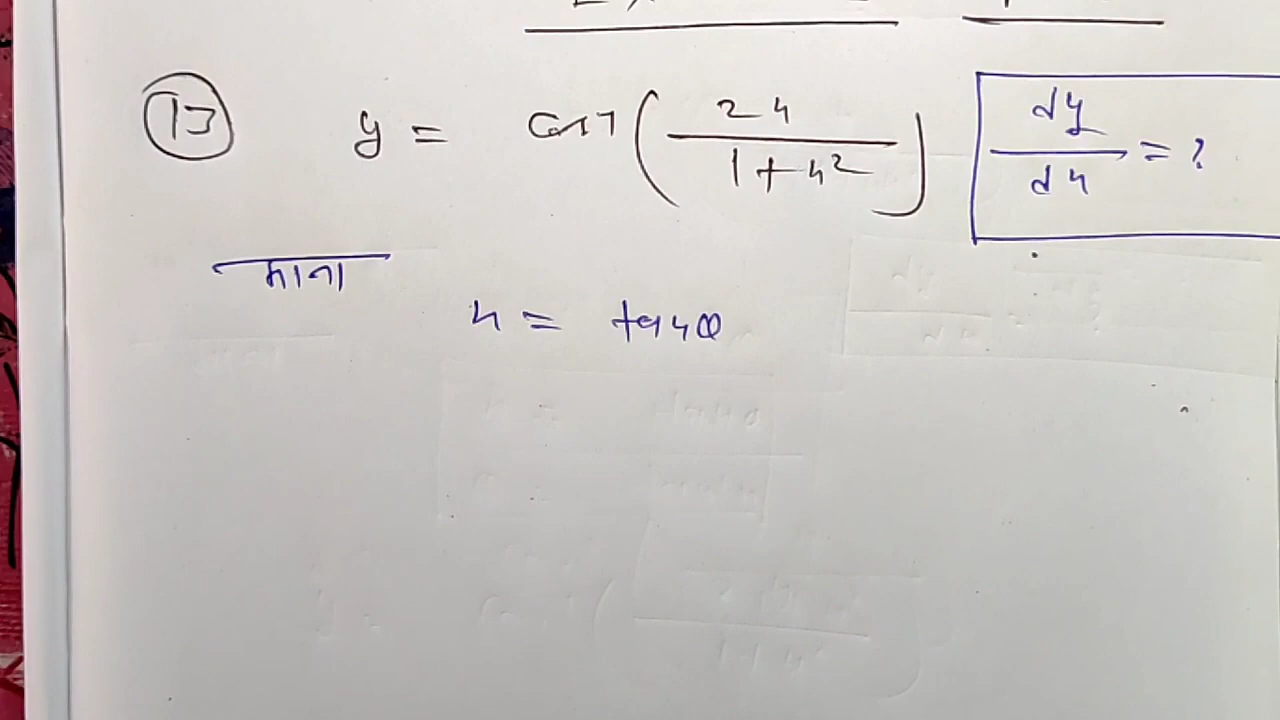 13 y = cos⁻¹(2x / 1+x²) dy/dx = ?
माना
x = tanθ